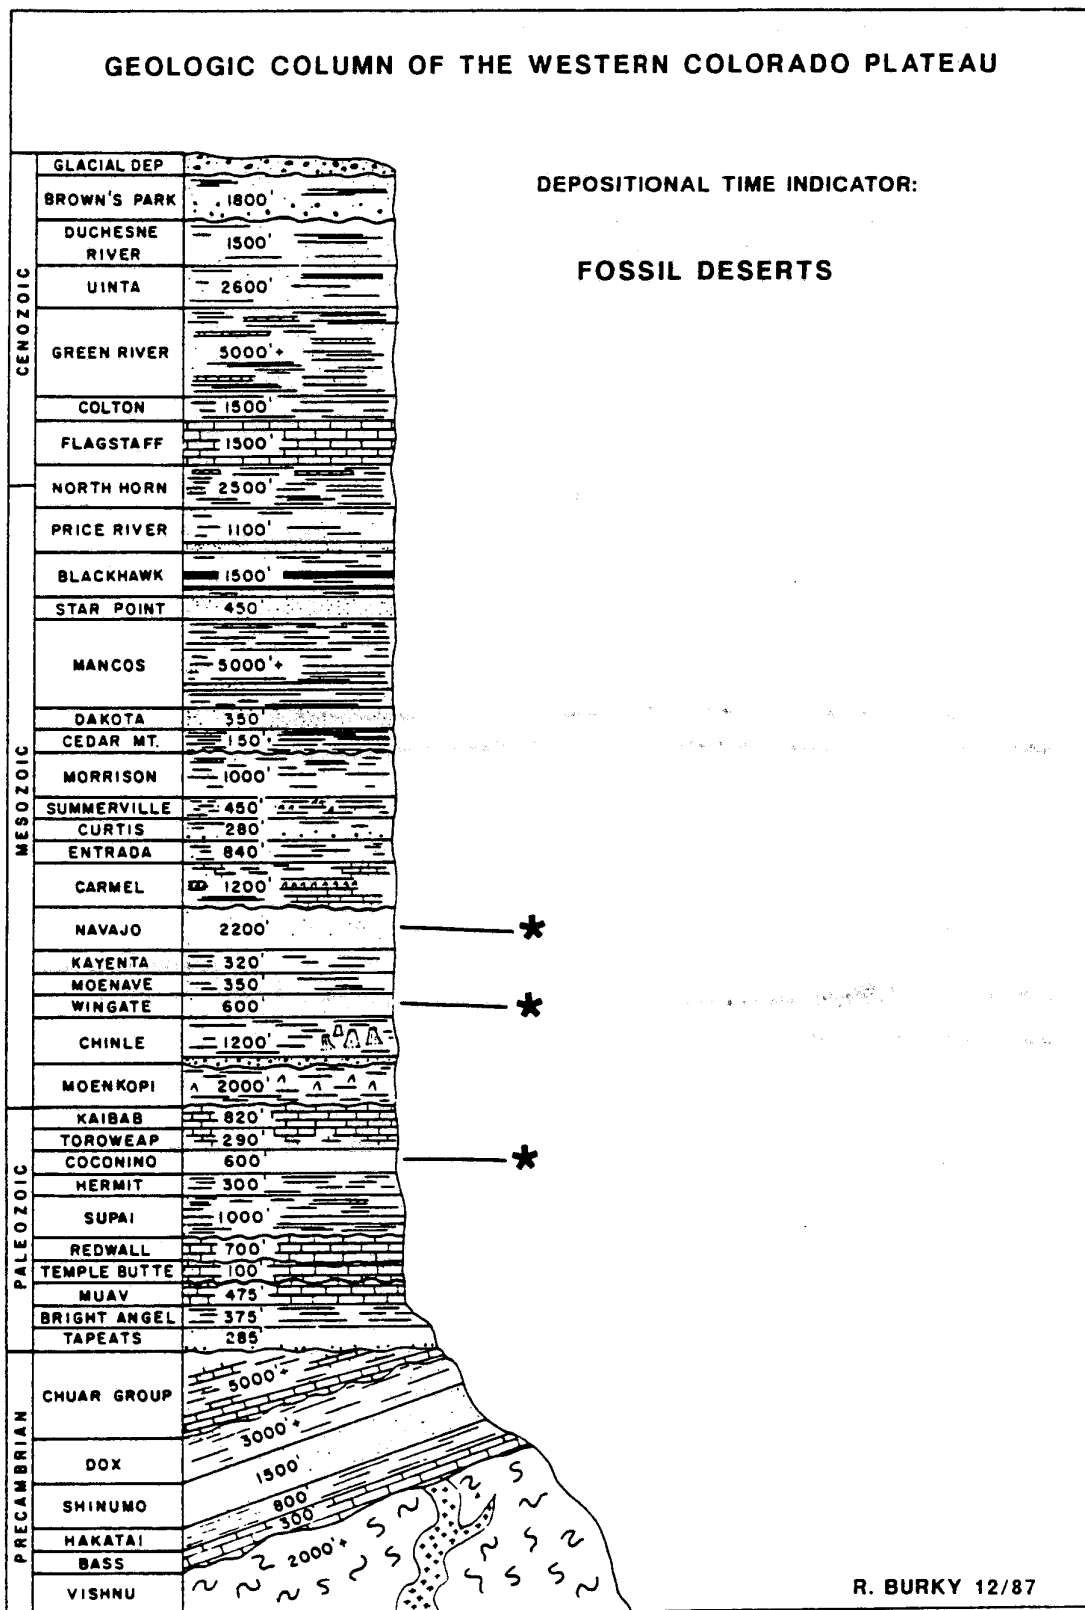 GEOLOGIC COLUMN OF THE WESTERN COLORADO PLATEAU
DEPOSITIONAL TIME INDICATOR:
FOSSIL DESERTS
CENOZOIC
GLACIAL DEP
BROWN'S PARK 1800'
DUCHESNE RIVER 1500'
UINTA 2600'
GREEN RIVER 5000'+
COLTON 1500'
FLAGSTAFF 1500'
MESOZOIC
NORTH HORN 2500'
PRICE RIVER 1100'
BLACKHAWK 1500'
STAR POINT 450'
MANCOS 5000'+
DAKOTA 350'
CEDAR MT. 150'
MORRISON 1000'
SUMMERVILLE 450'
CURTIS 280'
ENTRADA 840'
CARMEL 1200'
NAVAJO 2200' *
KAYENTA 320'
MOENAVE 350'
WINGATE 600' *
CHINLE 1200'
MOENKOPI 2000'
PALEOZOIC
KAIBAB 820'
TOROWEAP 290'
COCONINO 600' *
HERMIT 300'
SUPAI 1000'
REDWALL 700'
TEMPLE BUTTE 100'
MUAV 475'
BRIGHT ANGEL 375'
TAPEATS 285'
PRECAMBRIAN
CHUAR GROUP 5000'+
DOX 3000'+
SHINUMO 1500'
HAKATAI 800'
BASS 300'
VISHNU 2000'+
R. BURKY 12/87